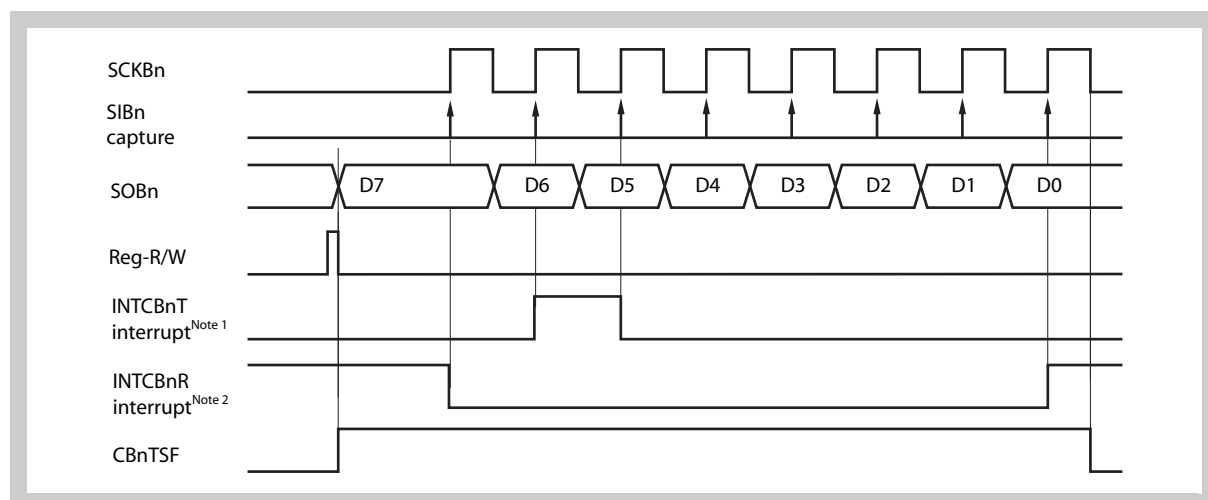 SCKBn
SIBn
capture
SOBn
D7 D6 D5 D4 D3 D2 D1 D0
Reg-R/W
INTCBnT
interruptNote 1
INTCBnR
interruptNote 2
CBnTSF